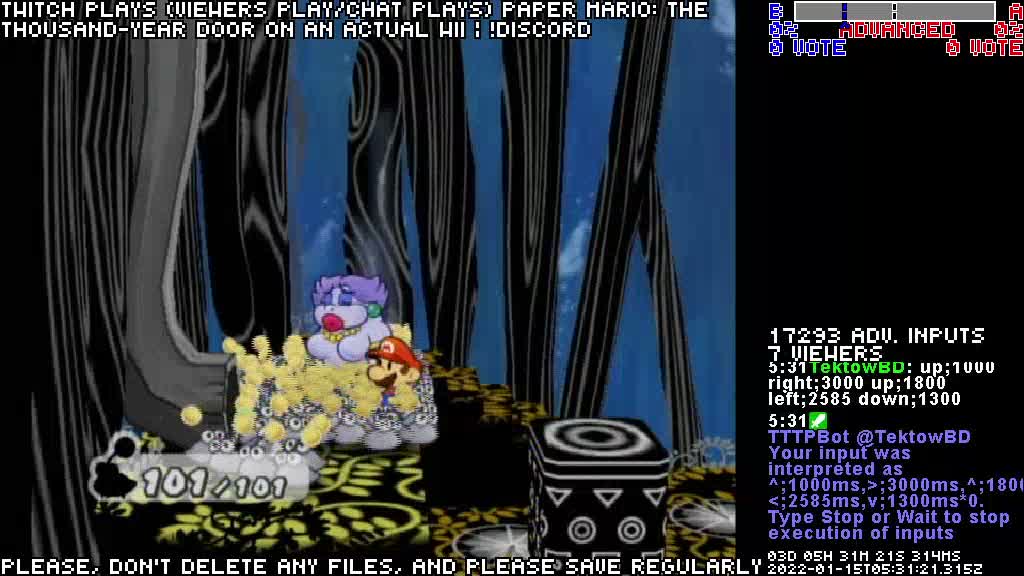 TWITCH PLAYS (VIEWERS PLAY/CHAT PLAYS) PAPER MARIO: THE
THOUSAND-YEAR DOOR ON AN ACTUAL WII | !DISCORD
B A
0% ADVANCED 0%
0 VOTE 0 VOTE
M
101/101
17293 ADV. INPUTS
7 VIEWERS
5:31 TektowBD: up;1000
right;3000 up;1800
left;2585 down;1300
5:31
TTTPBot @TektowBD
Your input was
interpreted as
^;1000ms,>;3000ms,^;1800
<;2585ms,v;1300ms*0.
Type Stop or Wait to stop
execution of inputs
03D 05H 31M 21S 314MS
2022-01-15T05:31:21.315Z
PLEASE, DON'T DELETE ANY FILES, AND PLEASE SAVE REGULARLY